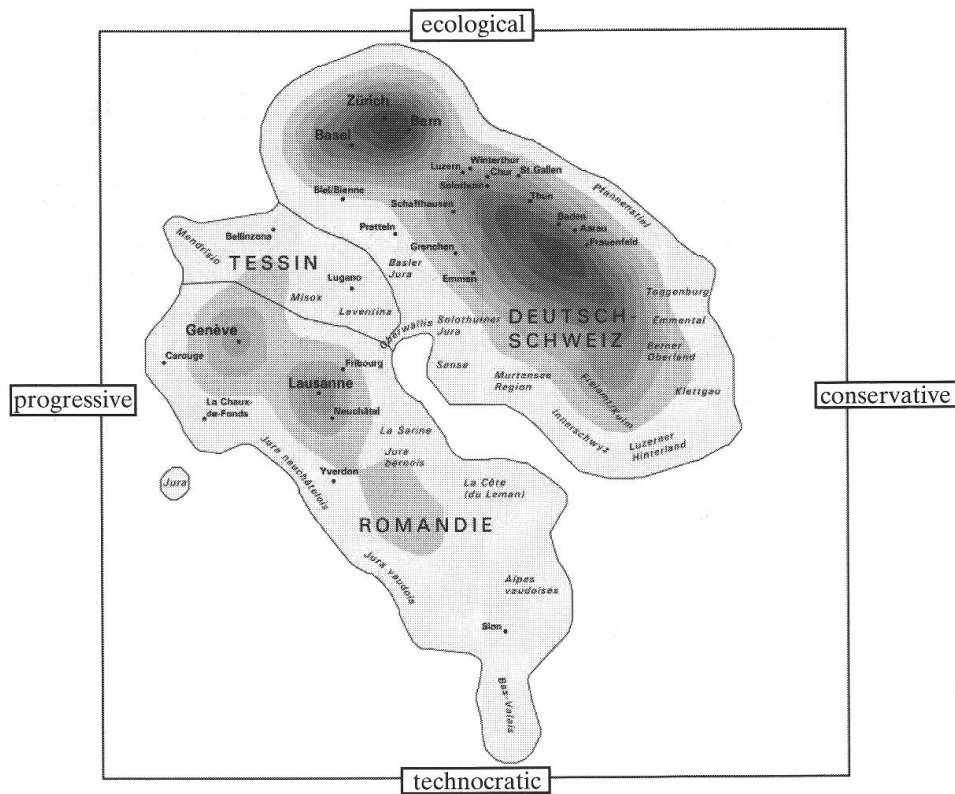 ecological
Zürich
Bern
Basel
Luzern
Winterthur
Chur
St.Gallen
Solothurn
Biel/Bienne
Schaffhausen
Thun
Pfannenstiel
Baden
Aarau
Frauenfeld
Pratteln
Grenchen
Basler
Jura
Emmen
Mendrisio
Bellinzona
TESSIN
Lugano
Misox
Leventina
Toggenburg
Oberwallis
Solothurner
Jura
DEUTSCH-
SCHWEIZ
Emmental
Berner
Oberland
Genève
Carouge
Fribourg
Lausanne
Sense
Murtensee
Region
Klettgau
progressive
conservative
La Chaux-
de-Fonds
Neuchâtel
La Sarine
Innerschwyz
Luzerner
Hinterland
Jura neuchâtelois
Jura
bernois
Yverdon
Jura
La Côte
(du Leman)
ROMANDIE
Jura vaudois
Alpes
vaudoises
Sion
Bas-Valais
technocratic